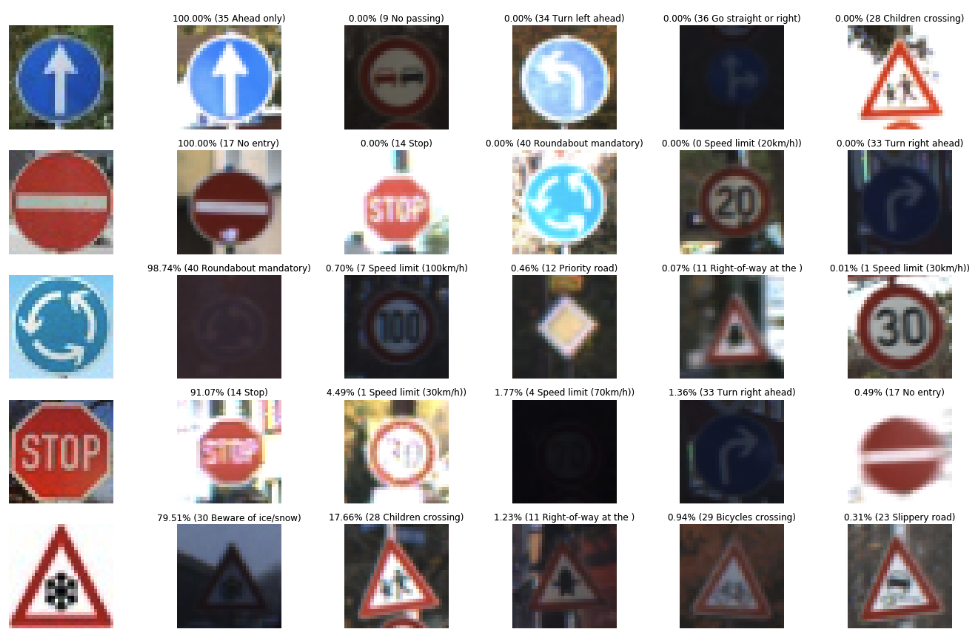 100.00% (35 Ahead only) 0.00% (9 No passing) 0.00% (34 Turn left ahead) 0.00% (36 Go straight or right) 0.00% (28 Children crossing)
100.00% (17 No entry) 0.00% (14 Stop) 0.00% (40 Roundabout mandatory) 0.00% (0 Speed limit (20km/h)) 0.00% (33 Turn right ahead)
STOP 20
98.74% (40 Roundabout mandatory) 0.70% (7 Speed limit (100km/h) 0.46% (12 Priority road) 0.07% (11 Right-of-way at the ) 0.01% (1 Speed limit (30km/h))
100 30
91.07% (14 Stop) 4.49% (1 Speed limit (30km/h)) 1.77% (4 Speed limit (70km/h)) 1.36% (33 Turn right ahead) 0.49% (17 No entry)
STOP STOP 30
79.51% (30 Beware of ice/snow) 17.66% (28 Children crossing) 1.23% (11 Right-of-way at the ) 0.94% (29 Bicycles crossing) 0.31% (23 Slippery road)